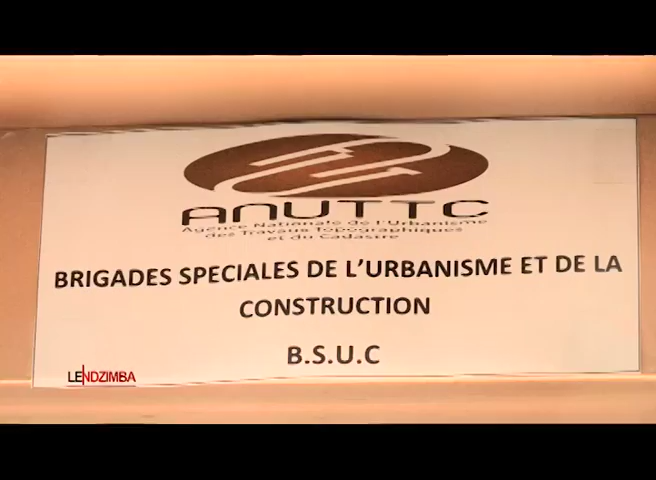 ANUTTC
Agence Nationale de l'Urbanisme
des Travaux Topographiques
et du Cadastre
BRIGADES SPECIALES DE L'URBANISME ET DE LA
CONSTRUCTION
B.S.U.C
LENDZIMBA